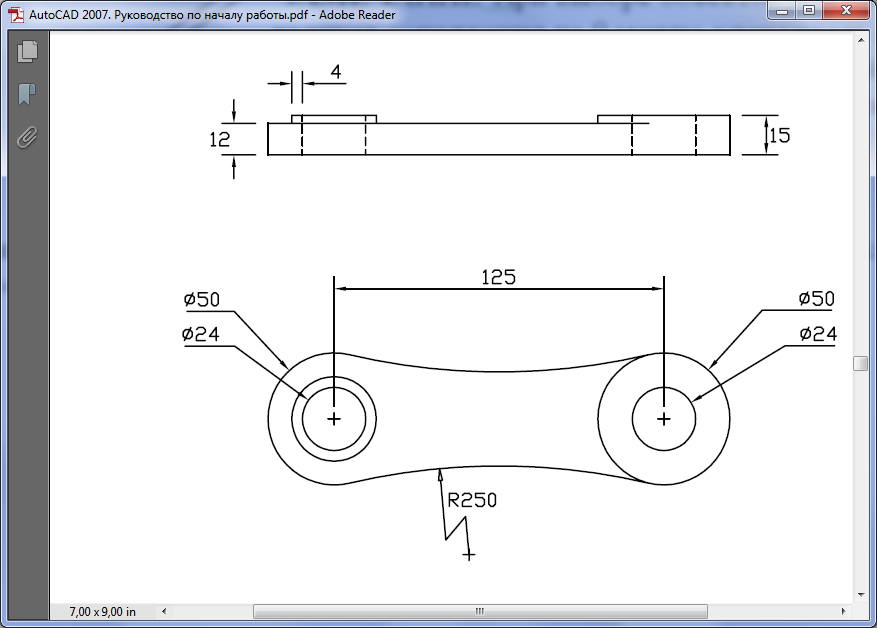 AutoCAD 2007. Руководство по началу работы.pdf - Adobe Reader
4
12
15
125
ø50
ø50
ø24
ø24
R250
7,00 x 9,00 in